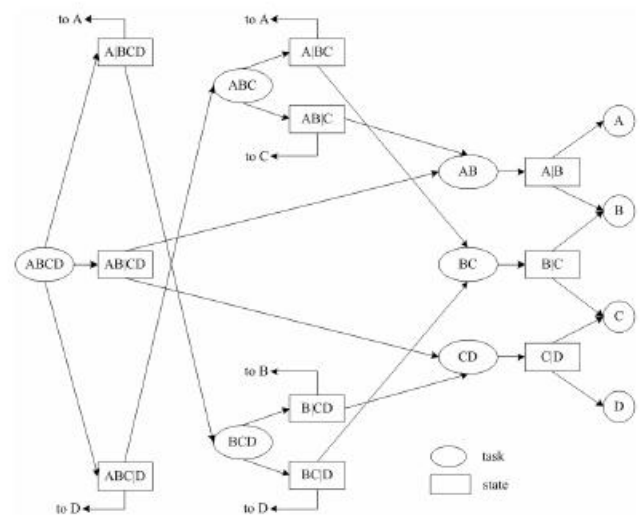 to A
A|BCD
to A
A|BC
ABC
AB|C
to C
A
AB
A|B
B
ABCD
AB|CD
BC
B|C
C
CD
C|D
to B
B|CD
D
BCD
ABC|D
BC|D
to D
to D
task
state